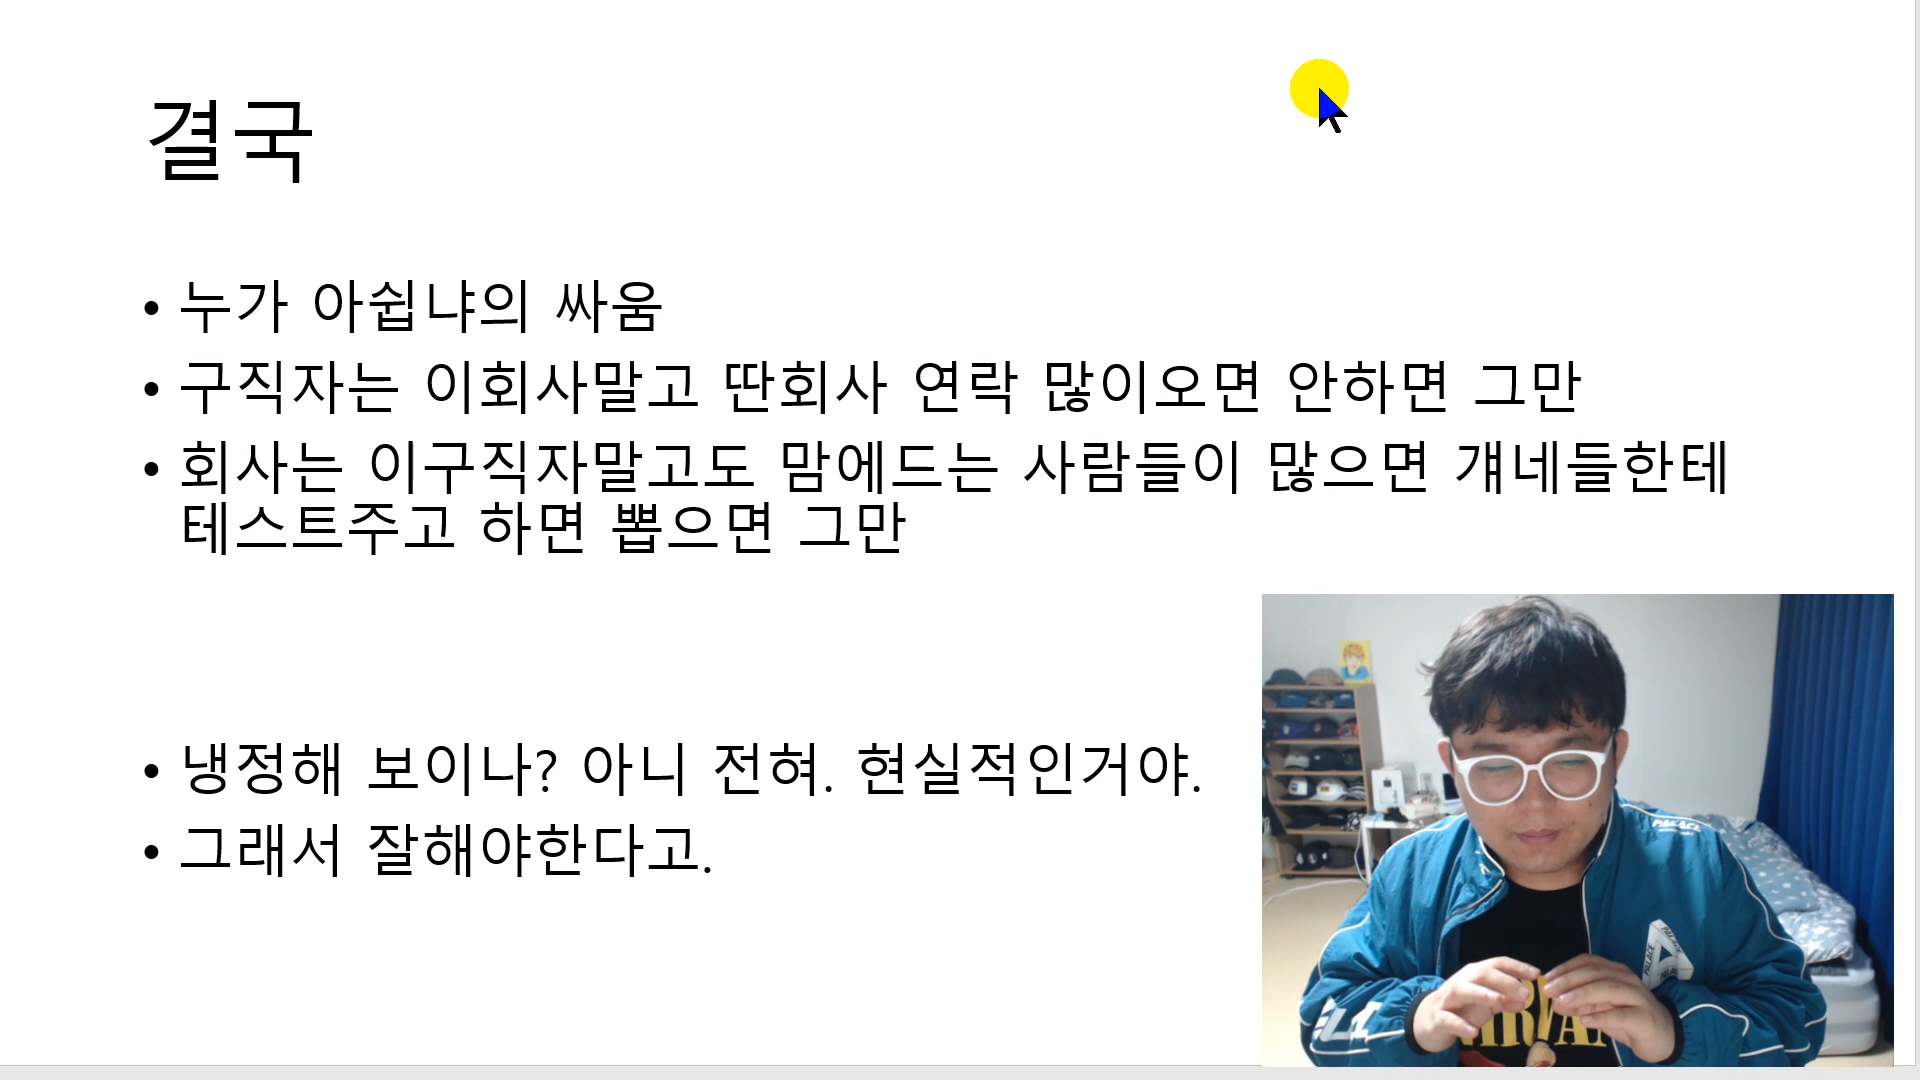 결국
• 누가 아쉽냐의 싸움
• 구직자는 이회사말고 딴회사 연락 많이오면 안하면 그만
• 회사는 이구직자말고도 맘에드는 사람들이 많으면 걔네들한테
테스트주고 하면 뽑으면 그만
• 냉정해 보이나? 아니 전혀. 현실적인거야.
• 그래서 잘해야한다고.
PALACE
PALACE